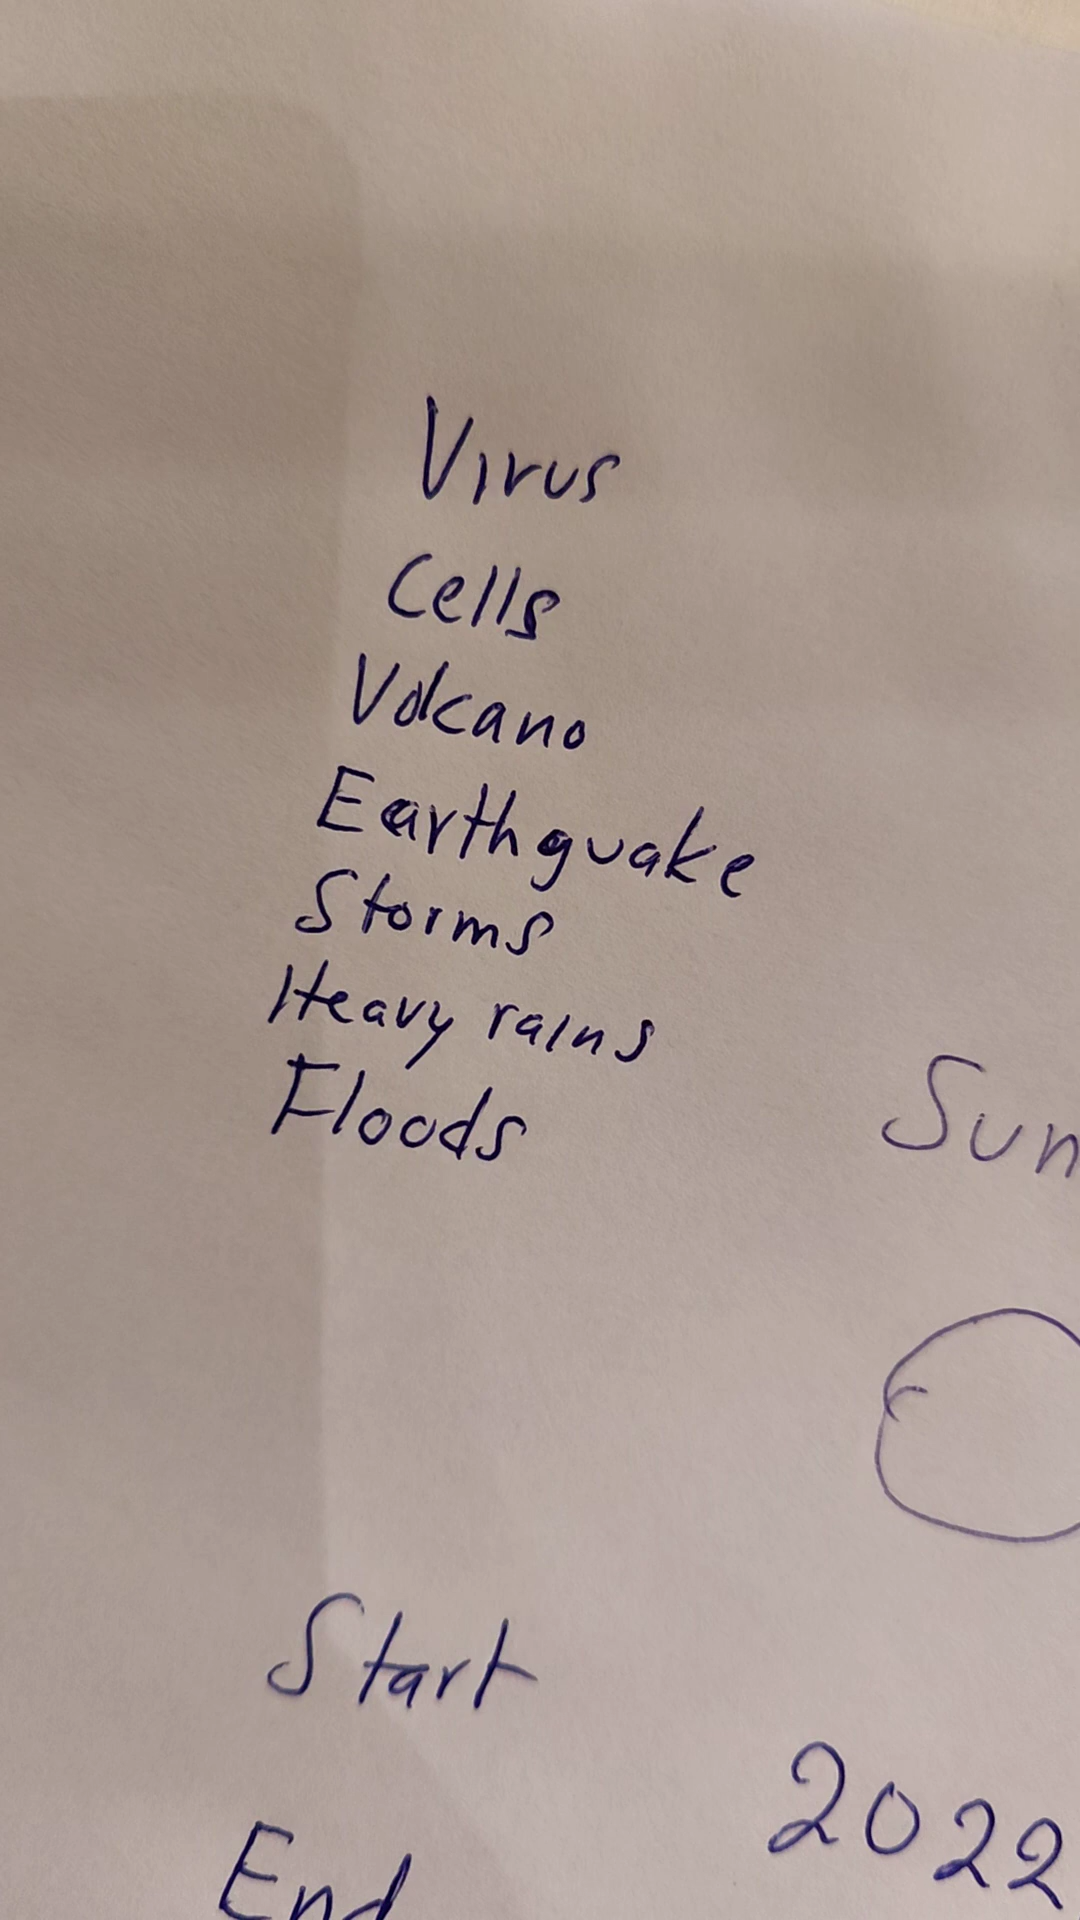 Virus
Cells
Volcano
Earthquake
Storms
Heavy rains
Floods
Sun
Start
2022
End